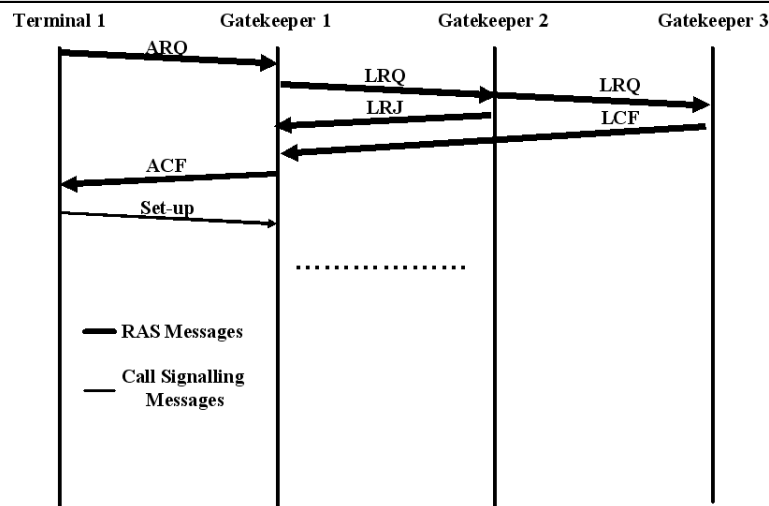 Terminal 1 Gatekeeper 1 Gatekeeper 2 Gatekeeper 3
ARQ
LRQ LRQ
LRJ LCF
ACF
Set-up
RAS Messages
Call Signalling
Messages